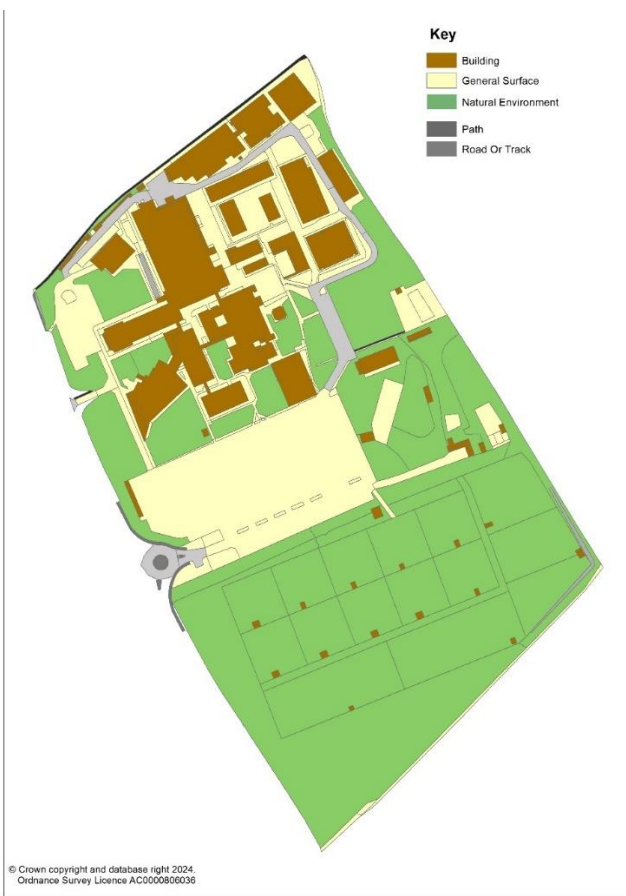 Key
Building
General Surface
Natural Environment
Path
Road Or Track
© Crown copyright and database right 2024.
Ordnance Survey Licence AC0000806036